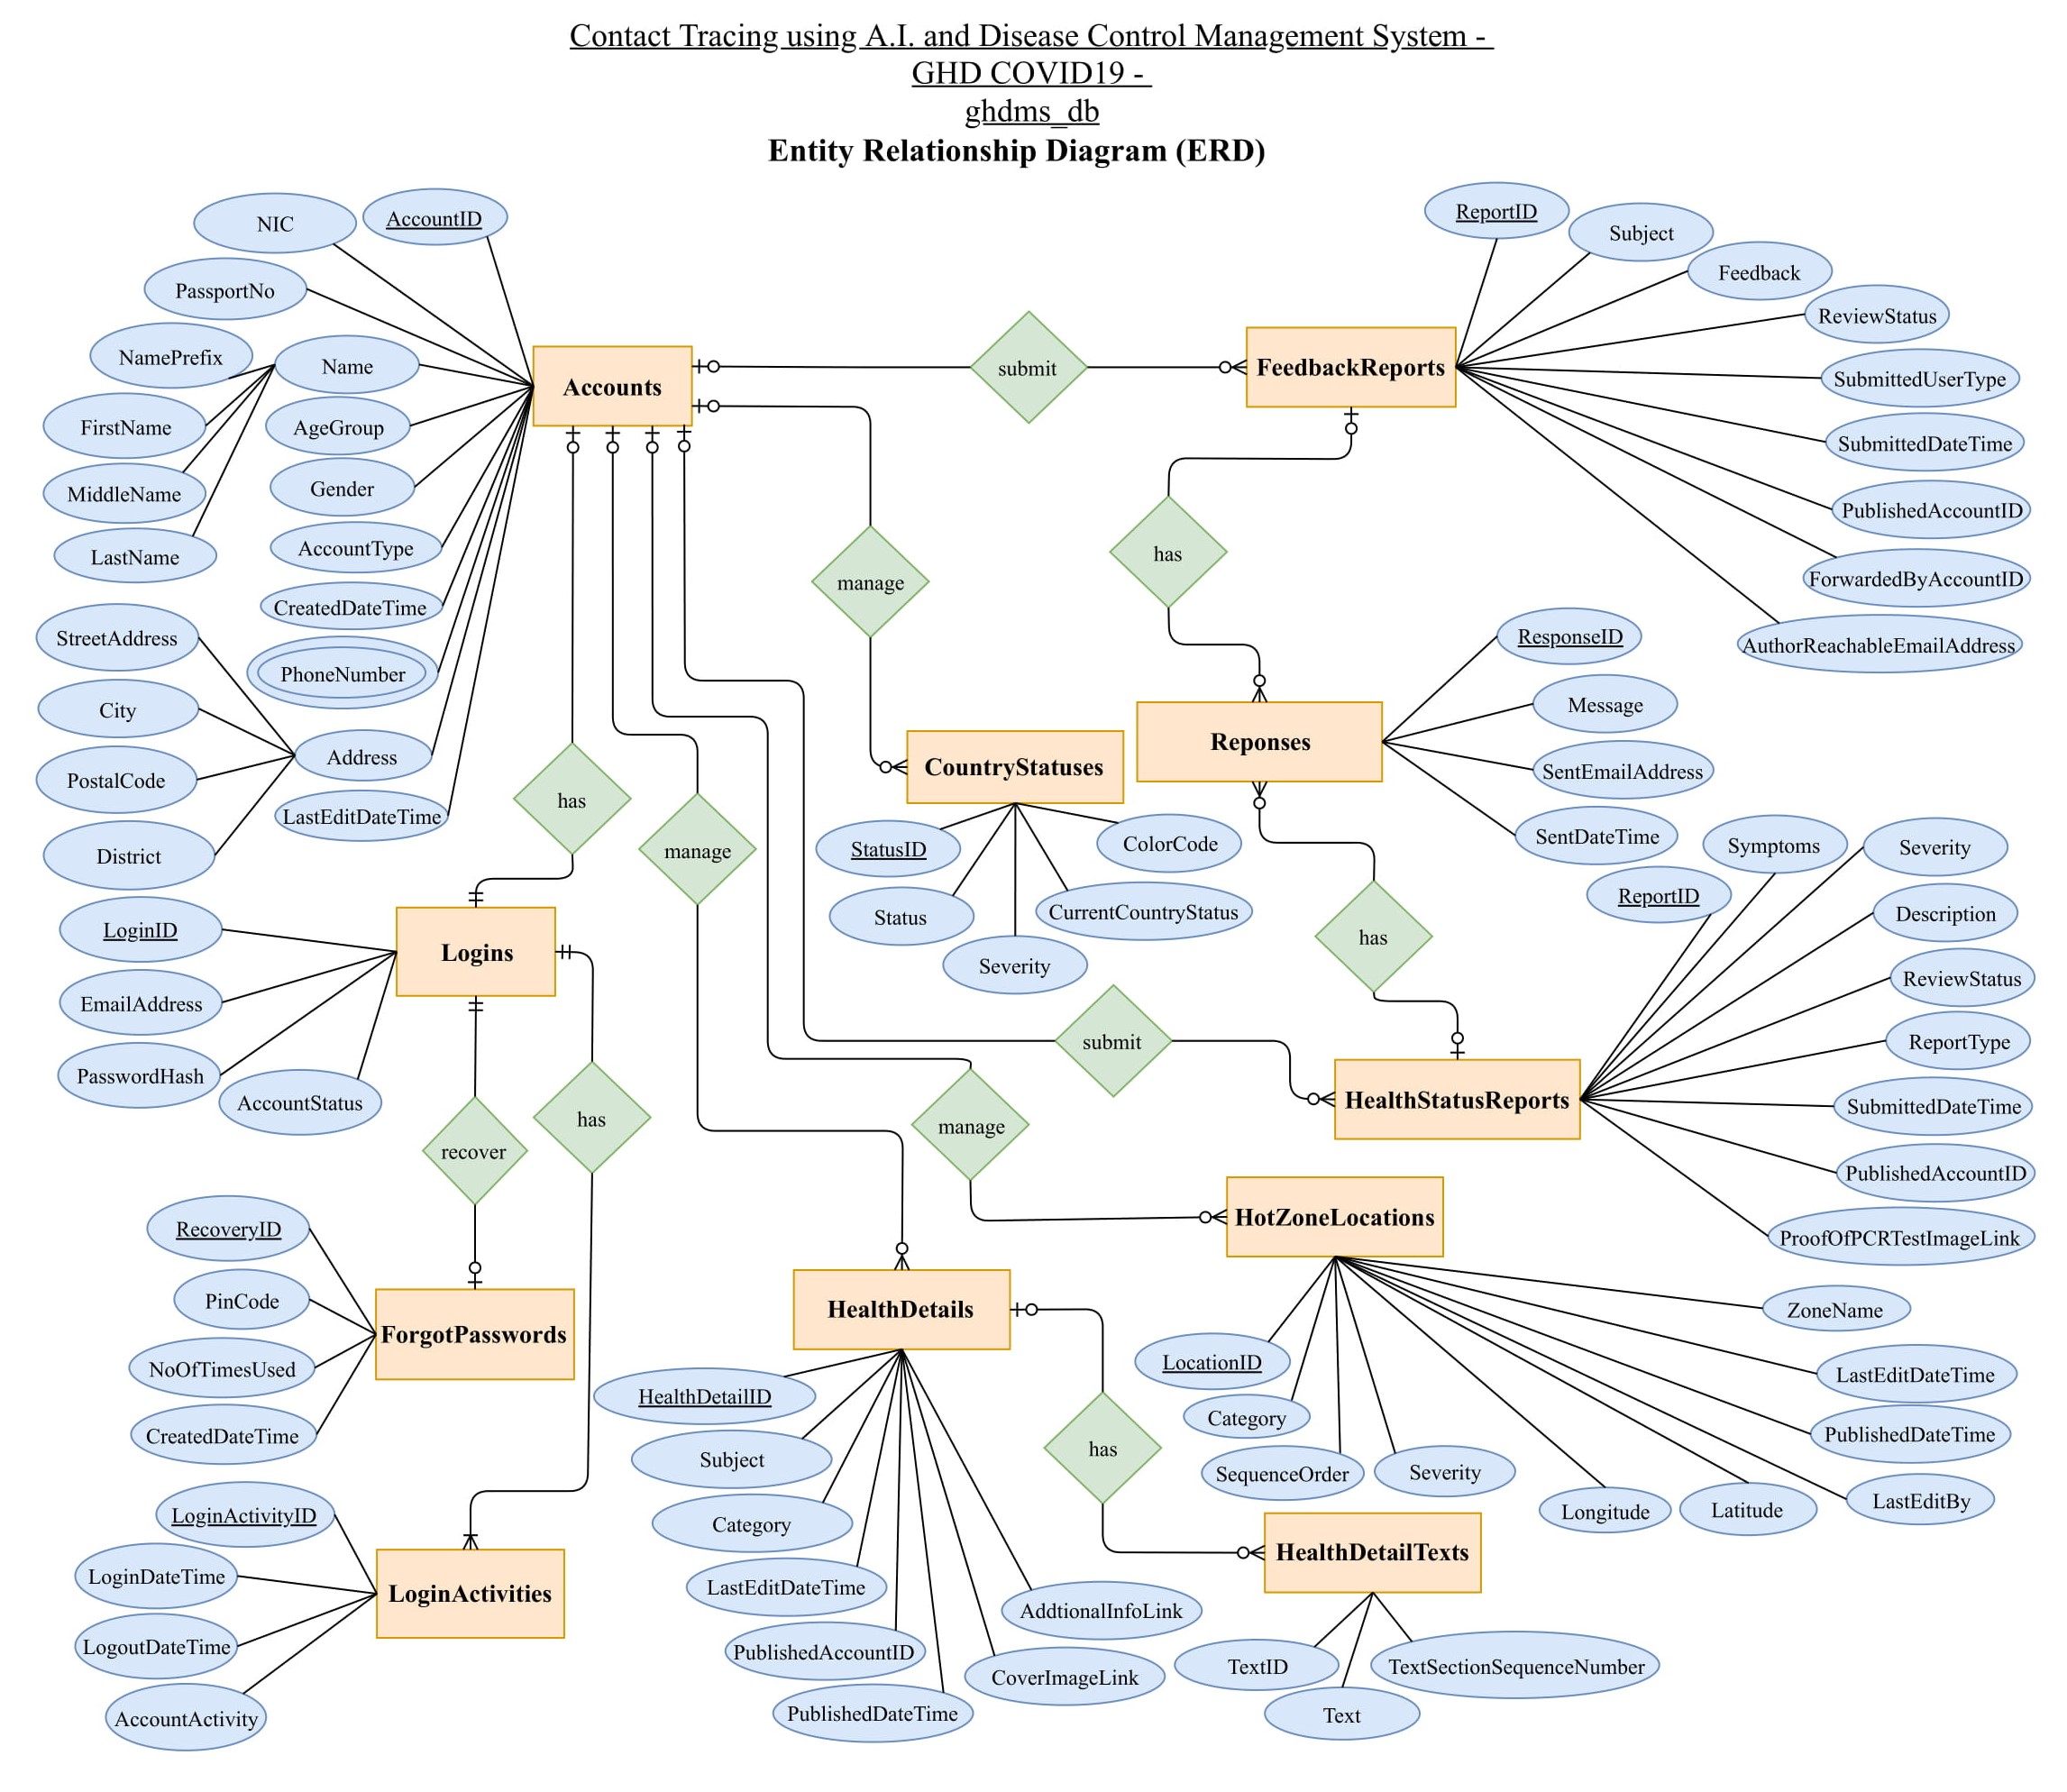 Contact Tracing using A.I. and Disease Control Management System -
GHD COVID19 -
ghdms_db
Entity Relationship Diagram (ERD)
NIC
AccountID
PassportNo
NamePrefix
Name
FirstName
AgeGroup
MiddleName
Gender
LastName
AccountType
CreatedDateTime
StreetAddress
PhoneNumber
City
Address
PostalCode
LastEditDateTime
District
Accounts
submit
FeedbackReports
ReportID
Subject
Feedback
ReviewStatus
SubmittedUserType
SubmittedDateTime
PublishedAccountID
ForwardedByAccountID
AuthorReachableEmailAddress
manage
has
has
manage
CountryStatuses
StatusID
ColorCode
Status
CurrentCountryStatus
Severity
Reponses
ResponseID
Message
SentEmailAddress
SentDateTime
has
submit
HealthStatusReports
ReportID
Symptoms
Severity
Description
ReviewStatus
ReportType
SubmittedDateTime
PublishedAccountID
ProofOfPCRTestImageLink
LoginID
Logins
EmailAddress
PasswordHash
AccountStatus
recover
has
manage
RecoveryID
PinCode
ForgotPasswords
NoOfTimesUsed
CreatedDateTime
LoginActivityID
LoginDateTime
LoginActivities
LogoutDateTime
AccountActivity
HealthDetails
HealthDetailID
Subject
Category
LastEditDateTime
PublishedAccountID
PublishedDateTime
CoverImageLink
AddtionalInfoLink
has
HotZoneLocations
LocationID
Category
SequenceOrder
Severity
Longitude
Latitude
LastEditBy
PublishedDateTime
LastEditDateTime
ZoneName
HealthDetailTexts
TextID
Text
TextSectionSequenceNumber